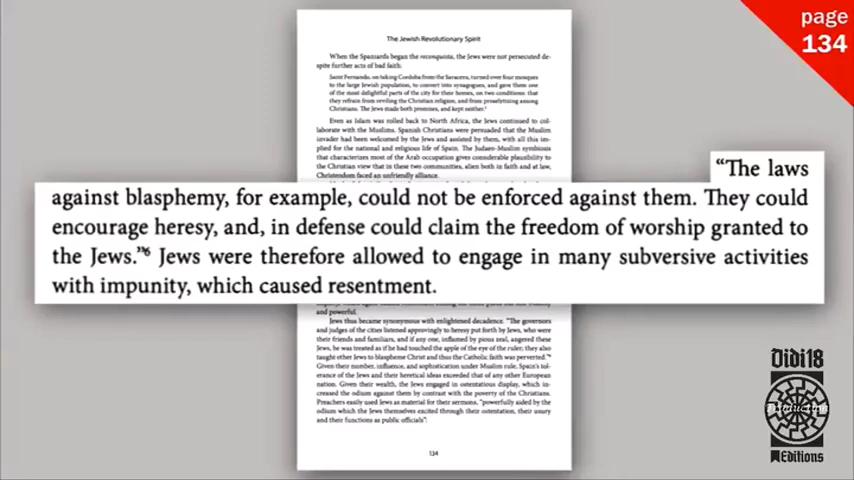 page
134
The Jewish Revolutionary Spirit
When the Spaniards began the reconquista, the Jews were not persecuted de-
spite further acts of bad faith:
Saint Fernando, on taking Cordoba from the Saracens, turned over four mosques
to the large Jewish population, to convert into synagogues, and gave them one
of the most delightful parts of the city for their homes, on two conditions: that
they refrain from reviling the Christian religion, and from proselytizing among
Christians. The Jews made both promises, and kept neither.
Even as Islam was rolled back to North Africa, the Jews continued to col-
laborate with the Muslims. Spanish Christians were persuaded that the Muslim
invader had been welcomed by the Jews and assisted by them, with all this im-
plied for the national and religious life of Spain. The Judaeo-Muslim symbiosis
that characterizes most of the Arab occupation gives considerable plausibility to
the Christian view that in these two communities, alien both in faith and at law,
Christendom faced an unfriendly alliance.
“The laws
against blasphemy, for example, could not be enforced against them. They could
encourage heresy, and, in defense could claim the freedom of worship granted to
the Jews.”6 Jews were therefore allowed to engage in many subversive activities
with impunity, which caused resentment.
and powerful.
Jews thus became synonymous with enlightened decadence. “The governors
and judges of the cities listened approvingly to heresy put forth by Jews, who were
their friends and familiars, and if any one, inflamed by pious zeal, angered these
Jews, he was treated as if he had touched the apple of the eye of the ruler; they also
taught other Jews to blaspheme Christ and thus the Catholic faith was perverted.”
Given their number, influence, and sophistication under Muslim rule, Spain's tol-
erance of the Jews and their heretical ideas exceeded that of any other European
nation. Given their wealth, the Jews engaged in ostentatious display, which in-
creased the odium against them by contrast with the poverty of the Christians.
Preachers easily used Jews as material for their sermons, “powerfully aided by the
odium which the Jews themselves excited through their ostentation, their usury
and their functions as public officials”:
134
Didi18
Editions